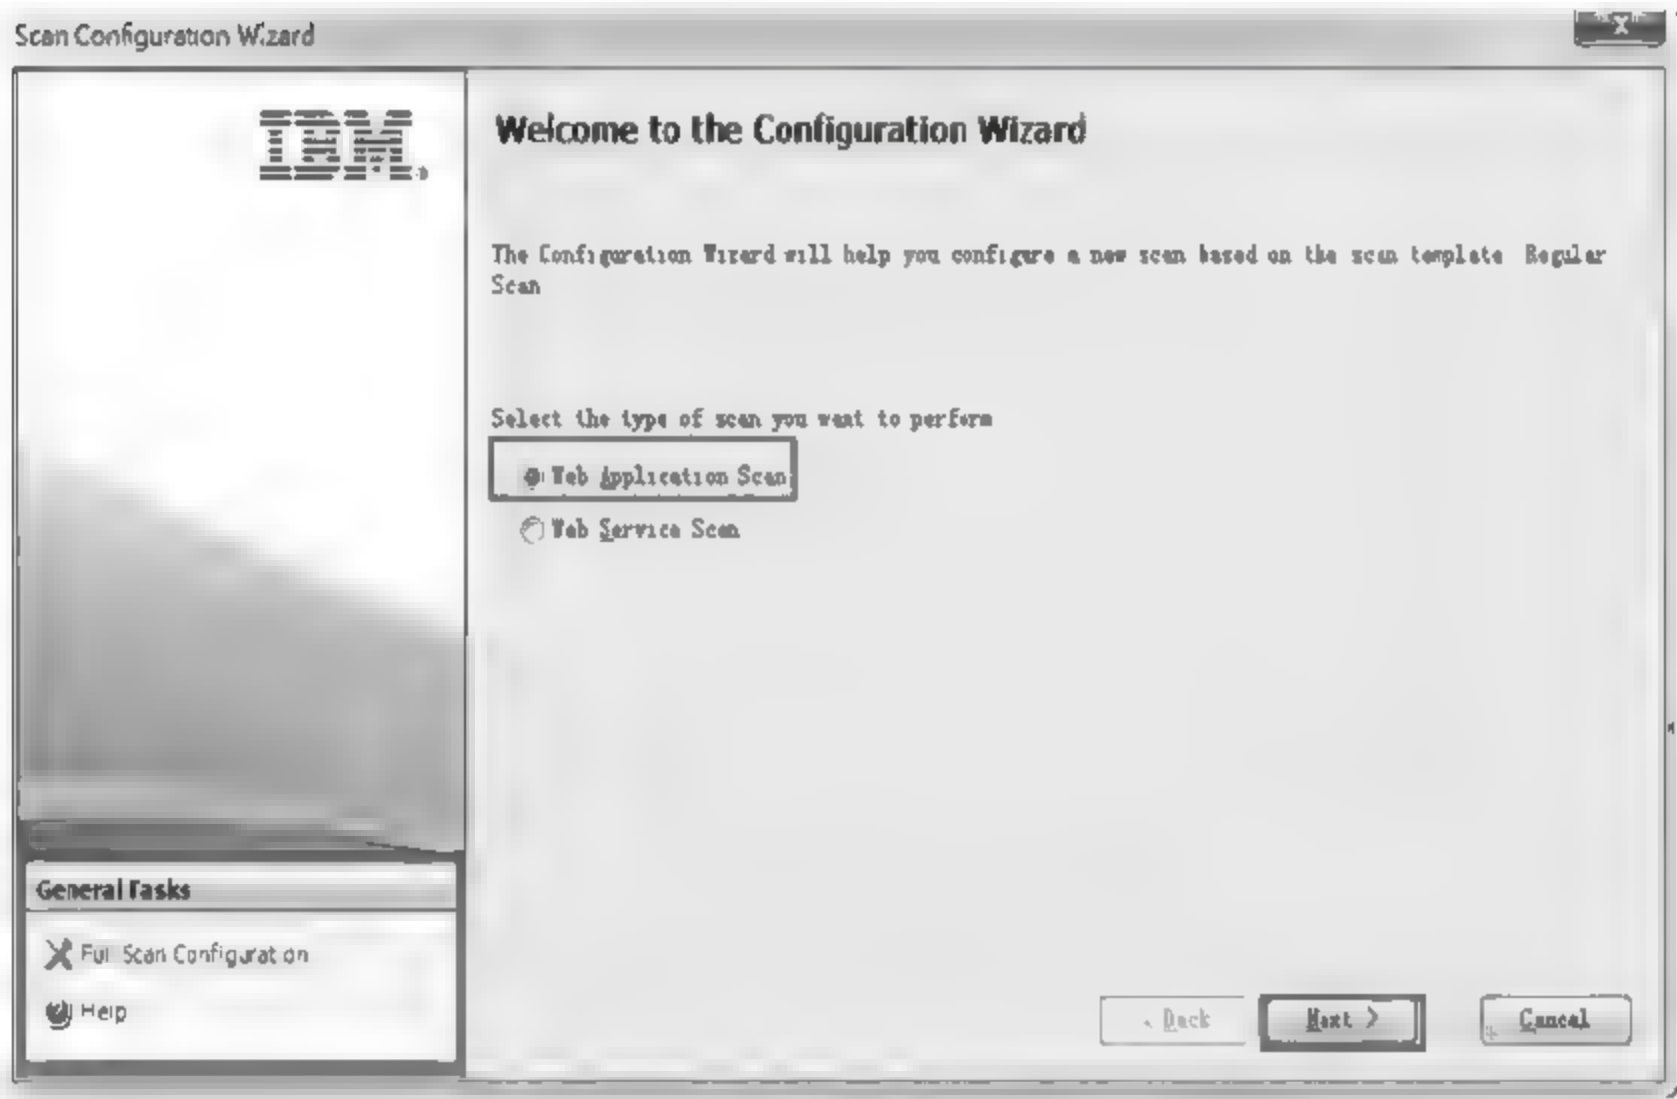 Scan Configuration Wizard
IBM.
Welcome to the Configuration Wizard
The Configuration Wizard will help you configure a new scan based on the scan template Regular
Scan
Select the type of scan you want to perform
Web Application Scan
Web Service Scan
General Tasks
Full Scan Configuration
Help
< Back
Next >
Cancel